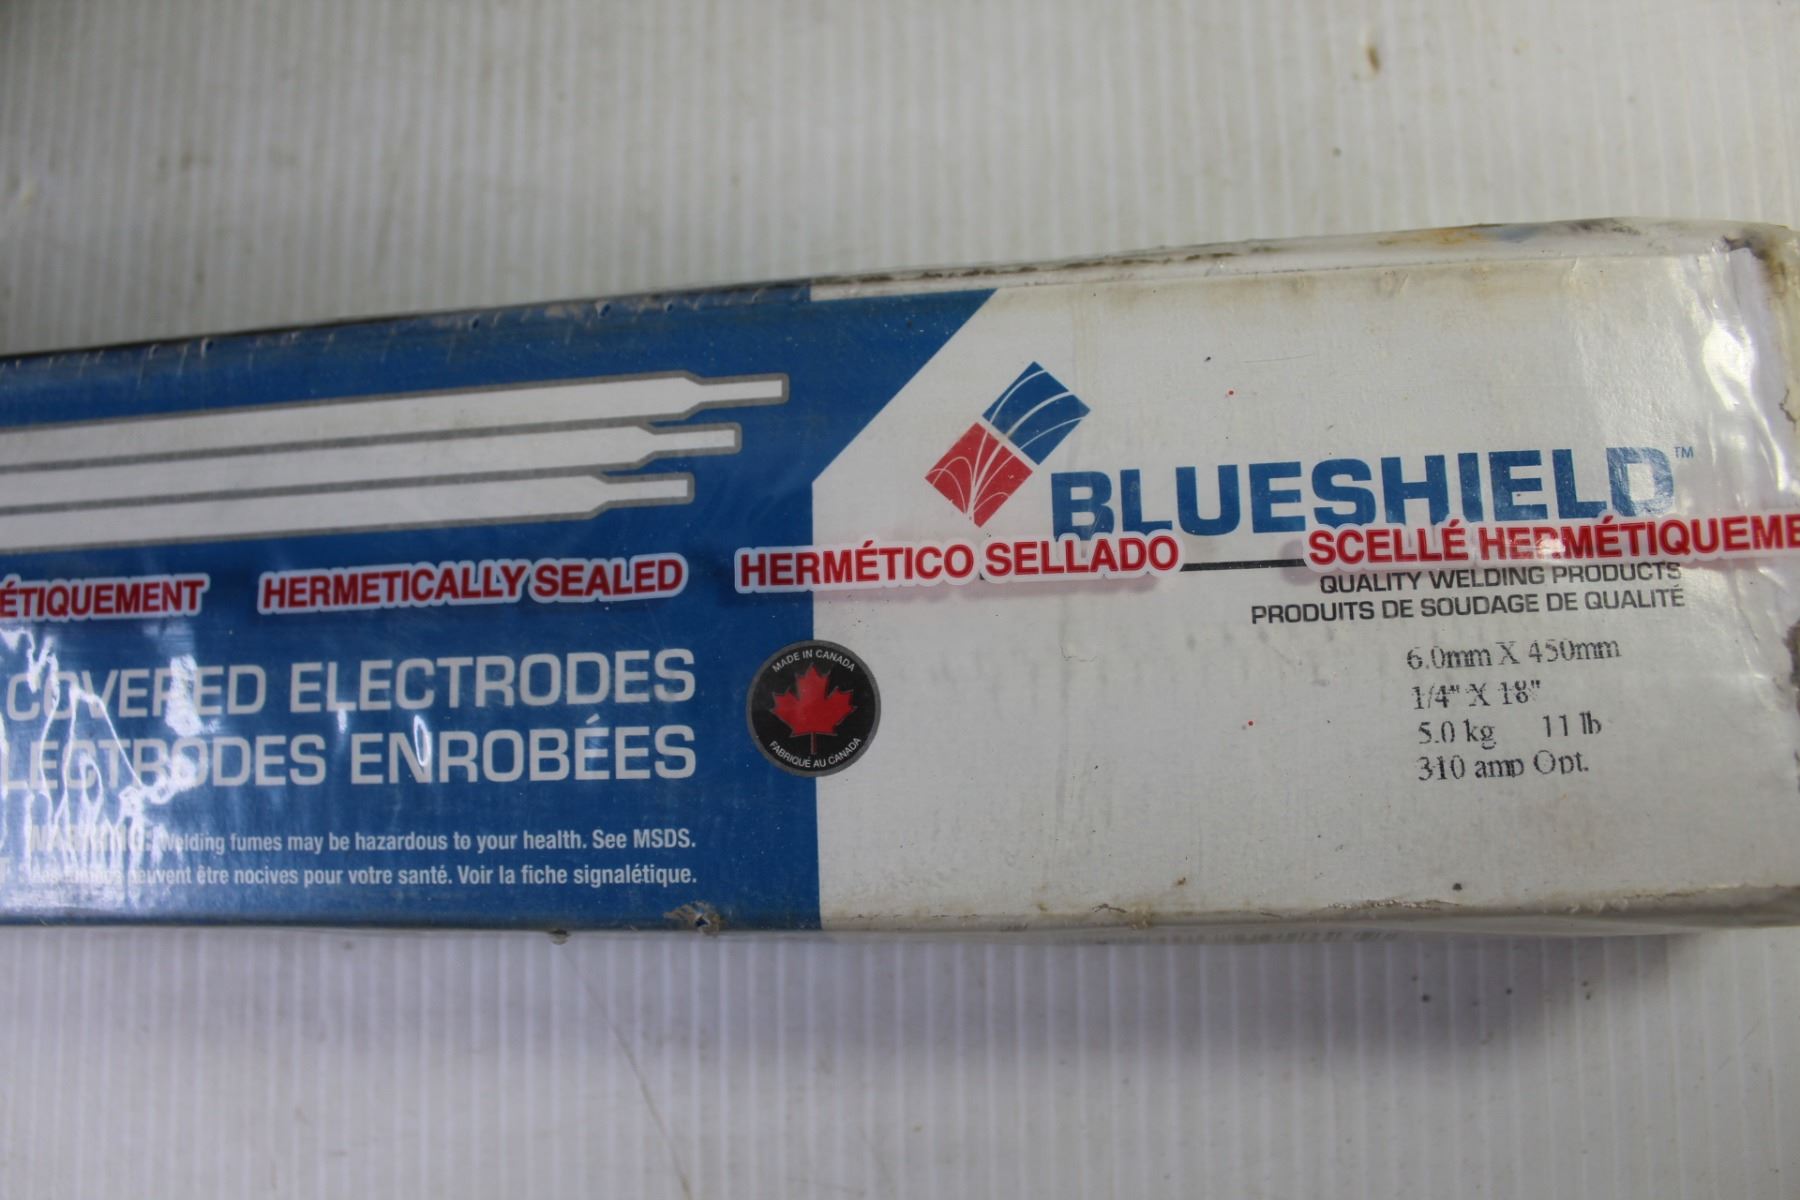 BLUESHIELD™
ÉTIQUEMENT HERMETICALLY SEALED HERMÉTICO SELLADO SCELLÉ HERMÉTIQUEME
QUALITY WELDING PRODUCTS
PRODUITS DE SOUDAGE DE QUALITÉ
COVERED ELECTRODES
LECTRODES ENROBÉES
MADE IN CANADA
FABRIQUÉ AU CANADA
6.0mm X 450mm
1/4" X 18"
5.0 kg 11 lb
310 amp Opt.
Welding fumes may be hazardous to your health. See MSDS.
peuvent être nocives pour votre santé. Voir la fiche signalétique.